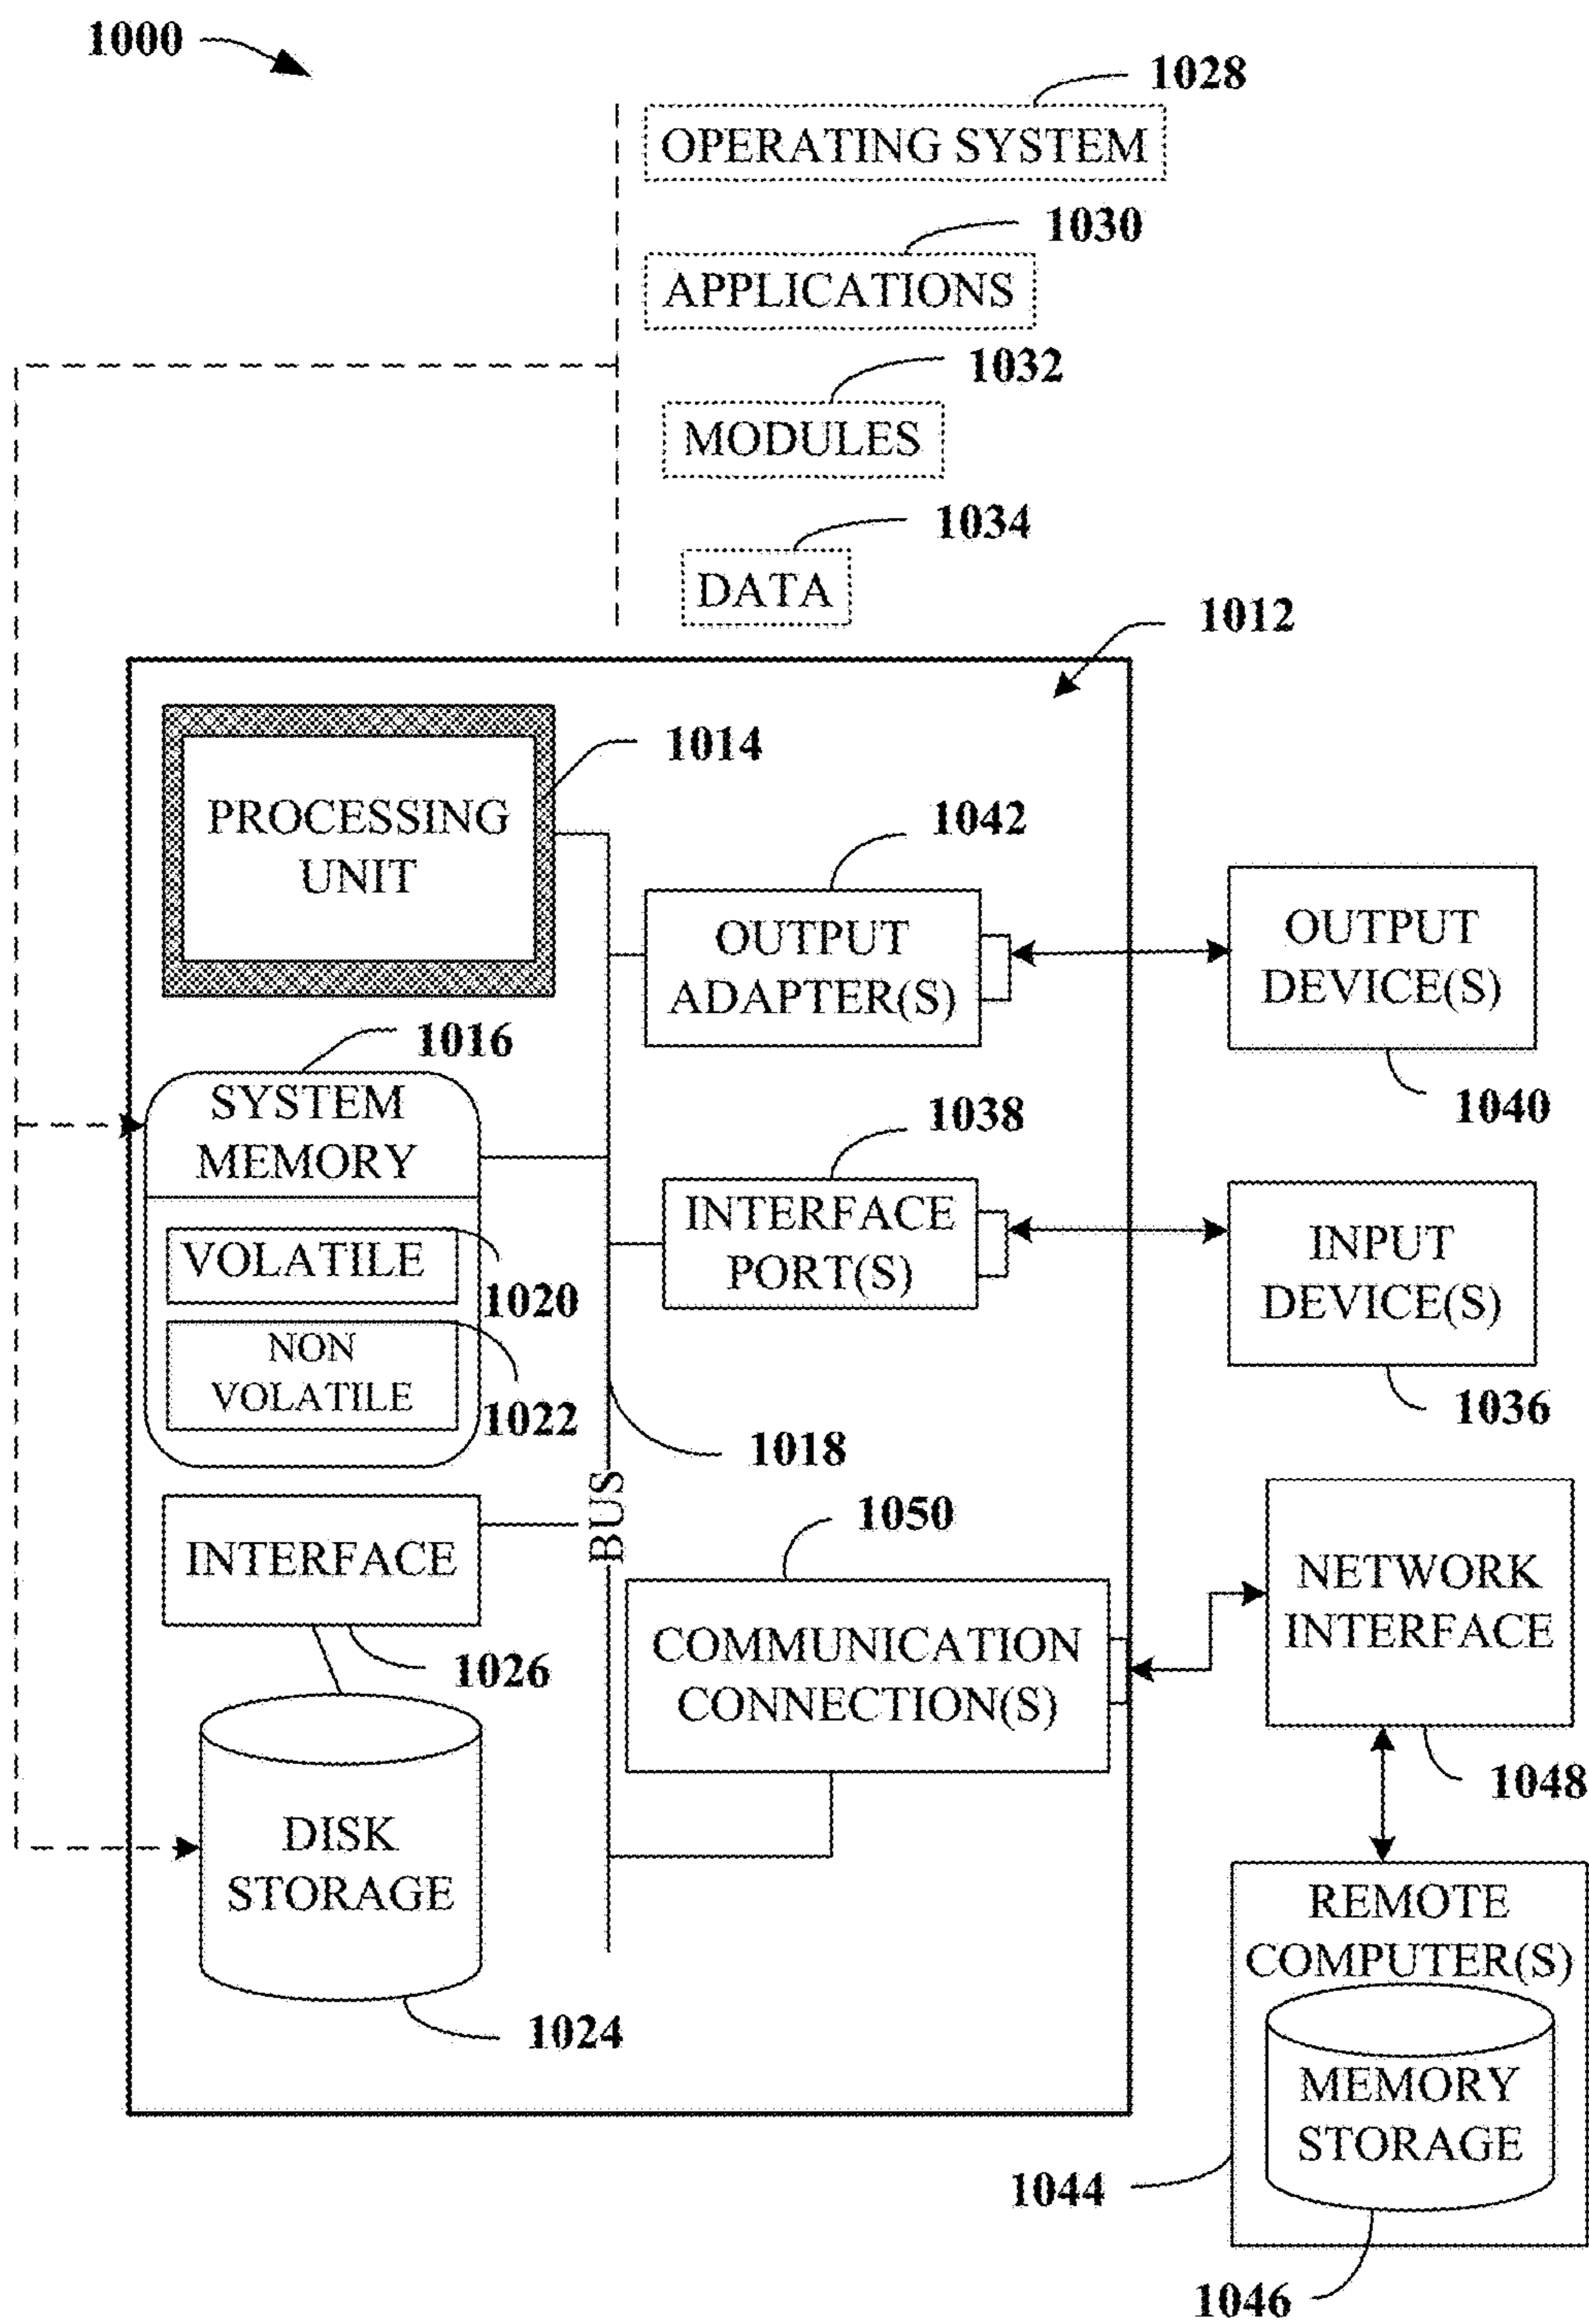 1000
1028
OPERATING SYSTEM
1030
APPLICATIONS
1032
MODULES
1034
DATA
1012
1014
PROCESSING
UNIT
1042
OUTPUT
ADAPTER(S)
OUTPUT
DEVICE(S)
1040
1016
SYSTEM
MEMORY
VOLATILE
1020
NON
VOLATILE
1022
1038
INTERFACE
PORT(S)
INPUT
DEVICE(S)
1036
1018
BUS
INTERFACE
1026
1050
COMMUNICATION
CONNECTION(S)
NETWORK
INTERFACE
1048
DISK
STORAGE
1024
REMOTE
COMPUTER(S)
MEMORY
STORAGE
1044
1046